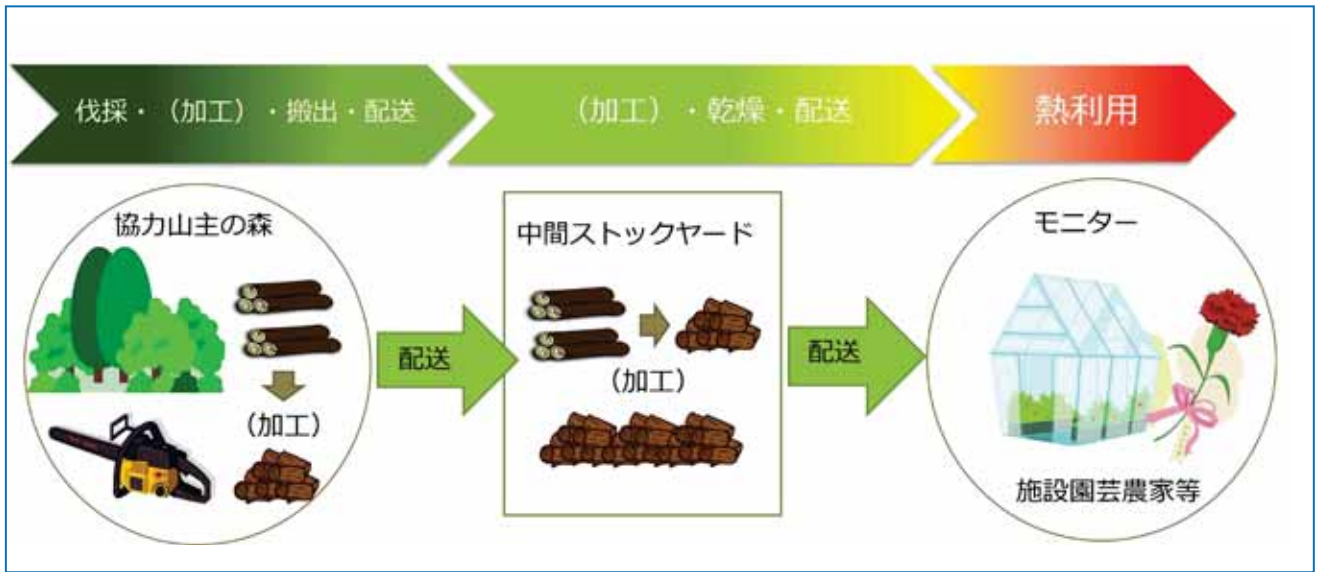 伐採・（加工）・搬出・配送
（加工）・乾燥・配送
熱利用
協力山主の森
（加工）
配送
中間ストックヤード
（加工）
配送
モニター
施設園芸農家等